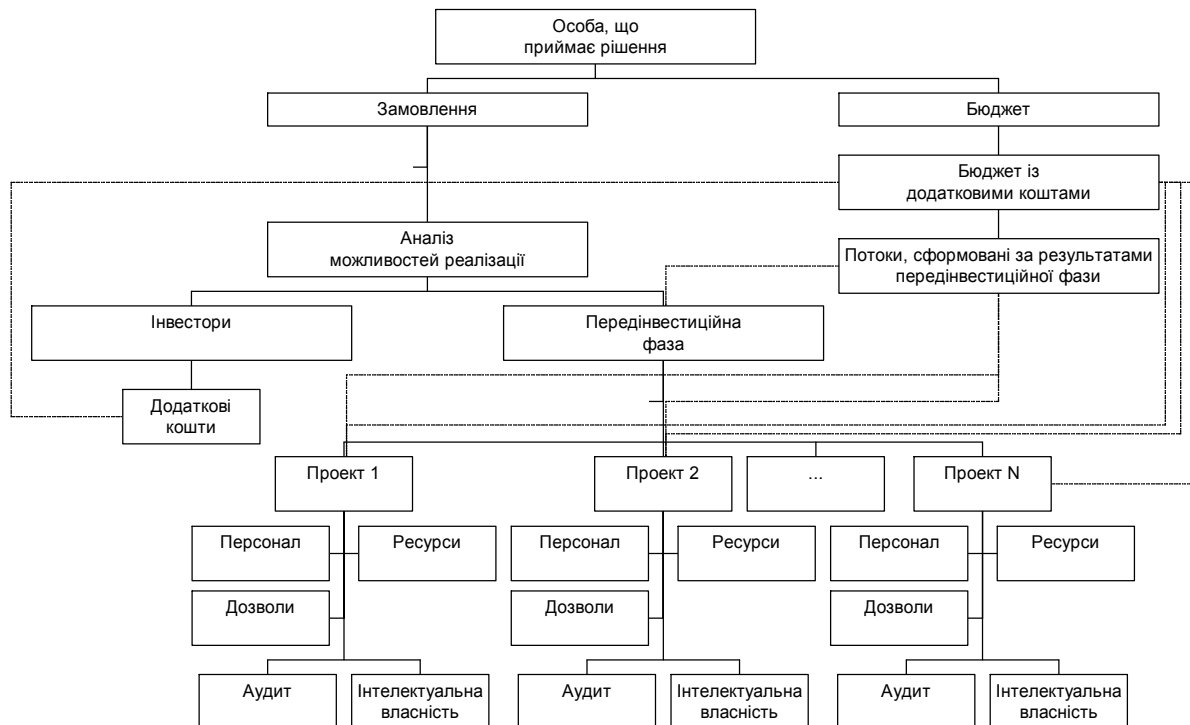 Особа, що
приймає рішення
Замовлення
Бюджет
Бюджет із
додатковими коштами
Аналіз
можливостей реалізації
Потоки, сформовані за результатами
передінвестиційної фази
Інвестори
Передінвестиційна
фаза
Додаткові
кошти
Проект 1
Проект 2
...
Проект N
Персонал
Ресурси
Персонал
Ресурси
Персонал
Ресурси
Дозволи
Дозволи
Дозволи
Аудит
Інтелектуальна
власність
Аудит
Інтелектуальна
власність
Аудит
Інтелектуальна
власність